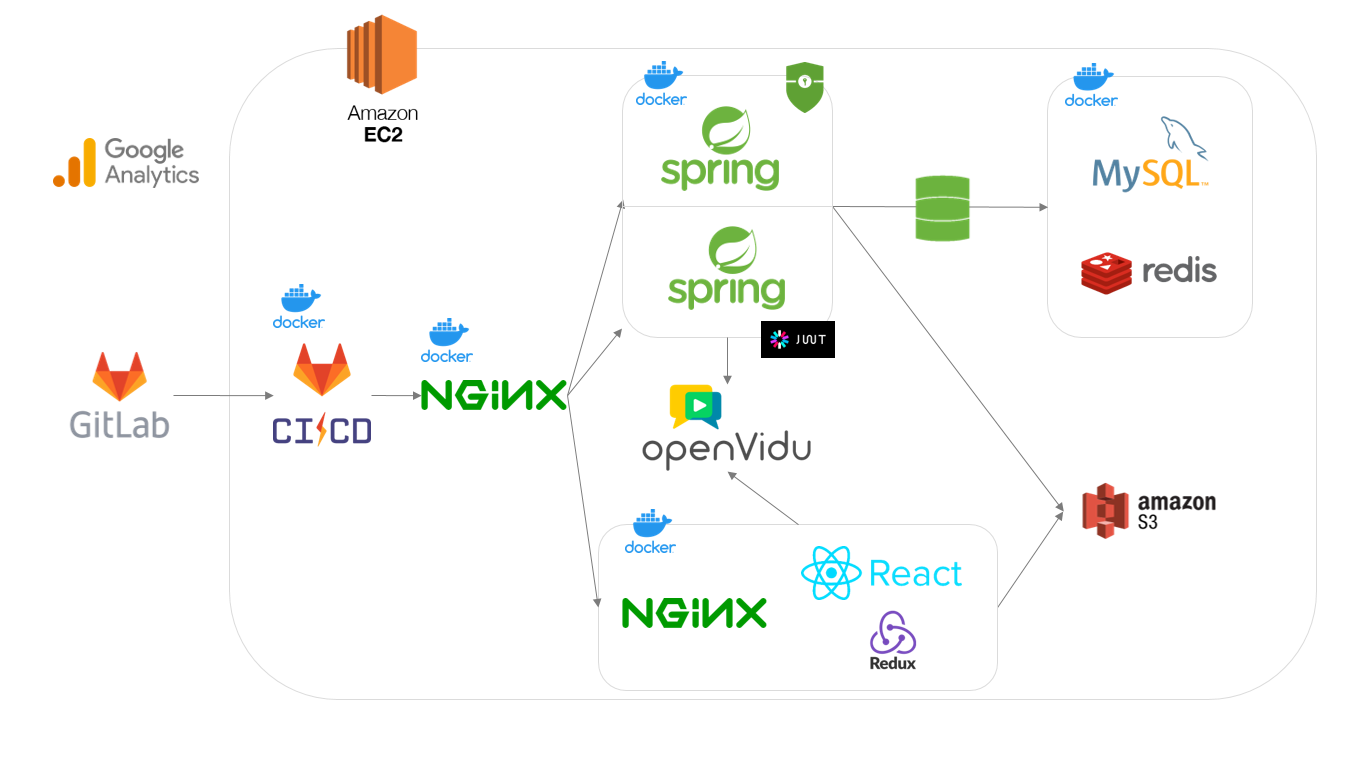 Amazon
EC2
Google
Analytics
docker
spring
spring
JWT
docker
MySQL™
redis
docker
CI CD
docker
NGiNX
GitLab
openVidu
amazon
S3
docker
NGiNX
React
Redux